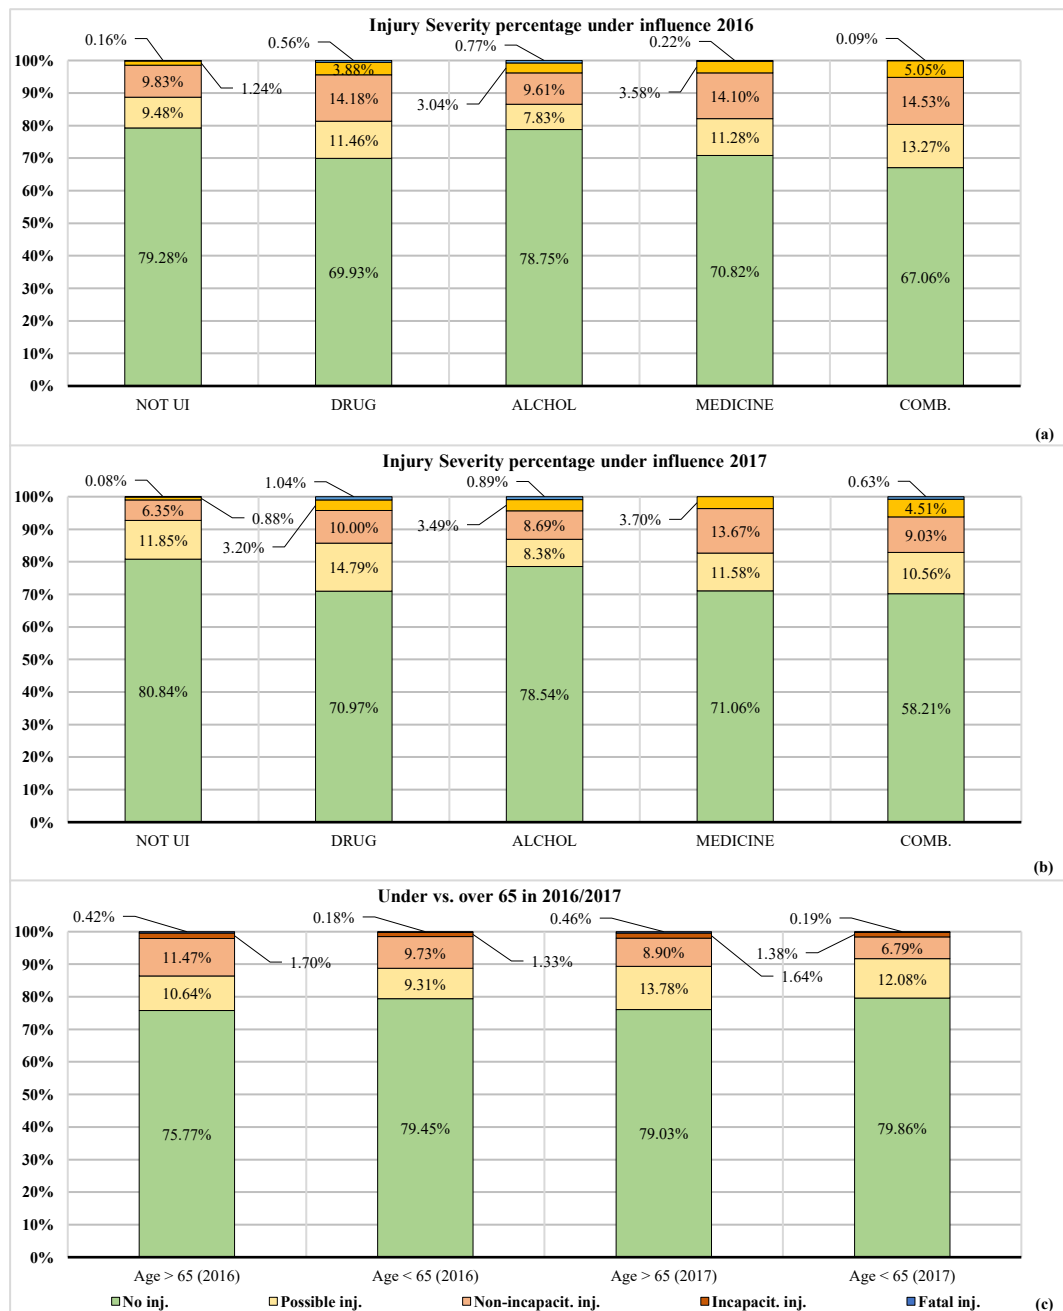 Injury Severity percentage under influence 2016
0.16% 0.56% 0.77% 0.22% 0.09%
100% 3.88% 5.05%
90% 9.83% 1.24% 14.18% 3.04% 9.61% 3.58% 14.10% 14.53%
80% 9.48% 11.46% 7.83% 11.28% 13.27%
70%
60%
50%
40% 79.28% 69.93% 78.75% 70.82% 67.06%
30%
20%
10%
0%
NOT UI DRUG ALCHOL MEDICINE COMB.
(a)
Injury Severity percentage under influence 2017
0.08% 1.04% 0.89% 0.63%
100% 6.35% 0.88% 3.20% 3.49% 3.70% 4.51%
90% 11.85% 10.00% 8.69% 13.67% 9.03%
80% 14.79% 8.38% 11.58% 10.56%
70%
60%
50%
40% 80.84% 70.97% 78.54% 71.06% 58.21%
30%
20%
10%
0%
NOT UI DRUG ALCHOL MEDICINE COMB.
(b)
Under vs. over 65 in 2016/2017
0.42% 0.18% 0.46% 0.19%
100% 11.47% 1.70% 9.73% 1.33% 8.90% 1.64% 1.38% 6.79%
90% 10.64% 9.31% 13.78% 12.08%
80%
70%
60%
50%
40% 75.77% 79.45% 79.03% 79.86%
30%
20%
10%
0%
Age > 65 (2016) Age < 65 (2016) Age > 65 (2017) Age < 65 (2017)
No inj. Possible inj. Non-incapacit. inj. Incapacit. inj. Fatal inj.
(c)